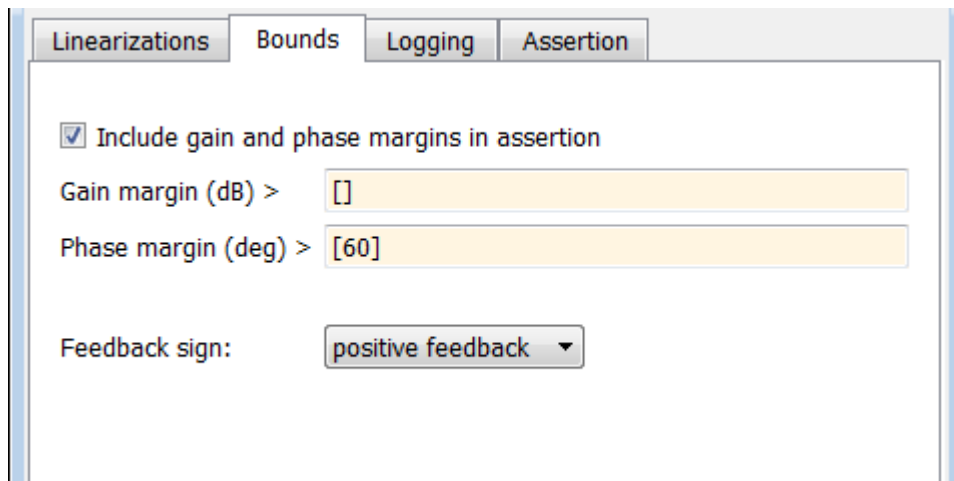 Linearizations Bounds Logging Assertion
Include gain and phase margins in assertion
Gain margin (dB) > []
Phase margin (deg) > [60]
Feedback sign: positive feedback